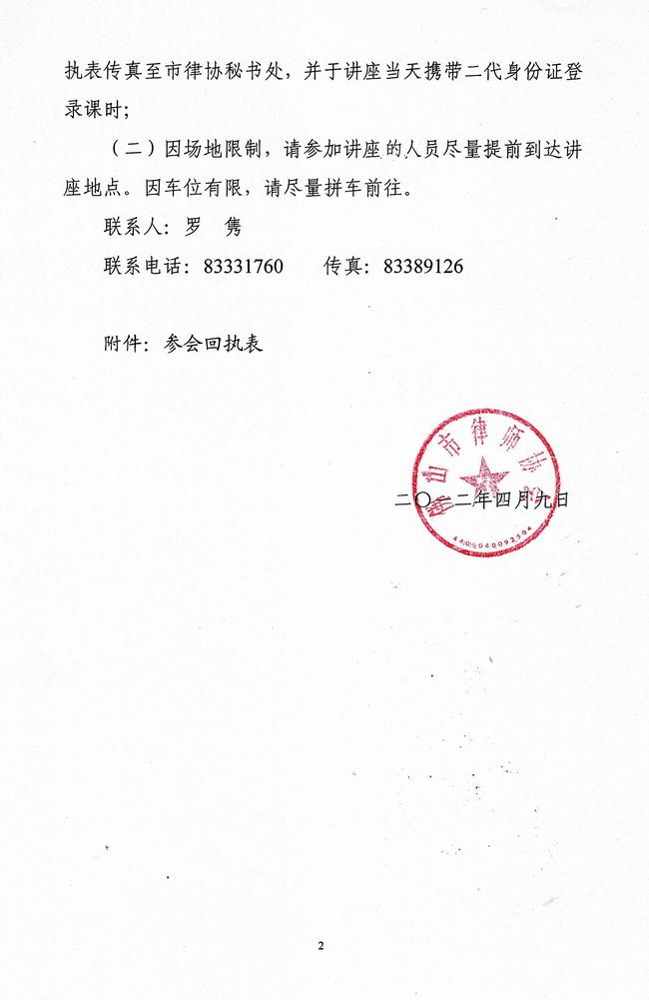 执表传真至市律协秘书处，并于讲座当天携带二代身份证登
录课时；
（二）因场地限制，请参加讲座的人员尽量提前到达讲
座地点。因车位有限，请尽量拼车前往。
联系人：罗　隽
联系电话：83331760　　传真：83389126
附件：参会回执表
佛山市律师协会
二〇一二年四月九日
2